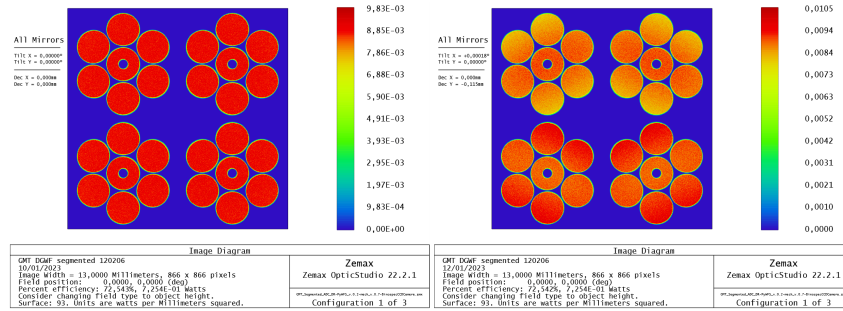 All Mirrors
Tilt X = 0,00000°
Tilt Y = 0,00000°
Dec X = 0,000mm
Dec Y = 0,000mm
9,83E-03
8,85E-03
7,86E-03
6,88E-03
5,90E-03
4,91E-03
3,93E-03
2,95E-03
1,97E-03
9,83E-04
0,00E+00
Image Diagram
GMT DGWF segmented 120206
10/01/2023
Image Width = 13,0000 Millimeters, 866 x 866 pixels
Field position: 0,0000, 0,0000 (deg)
Percent efficiency: 72,543%, 7,254E-01 Watts
Consider changing field type to object height.
Surface: 93. Units are watts per Millimeters squared.
Zemax
Zemax OpticStudio 22.2.1
Configuration 1 of 3
All Mirrors
Tilt X = +0,00018°
Tilt Y = 0,00000°
Dec X = 0,000mm
Dec Y = -0,115mm
0,0105
0,0094
0,0084
0,0073
0,0063
0,0052
0,0042
0,0031
0,0021
0,0010
0,0000
Image Diagram
GMT DGWF segmented 120206
12/01/2023
Image Width = 13,0000 Millimeters, 866 x 866 pixels
Field position: 0,0000, 0,0000 (deg)
Percent efficiency: 72,542%, 7,254E-01 Watts
Consider changing field type to object height.
Surface: 93. Units are watts per Millimeters squared.
Zemax
Zemax OpticStudio 22.2.1
Configuration 1 of 3